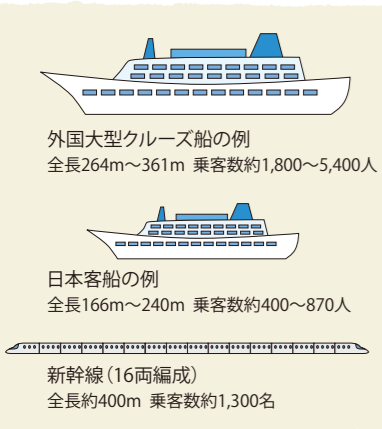 外国大型クルーズ船の例
全長264m～361m 乗客数約1,800～5,400人
日本客船の例
全長166m～240m 乗客数約400～870人
新幹線（16両編成）
全長約400m 乗客数約1,300名